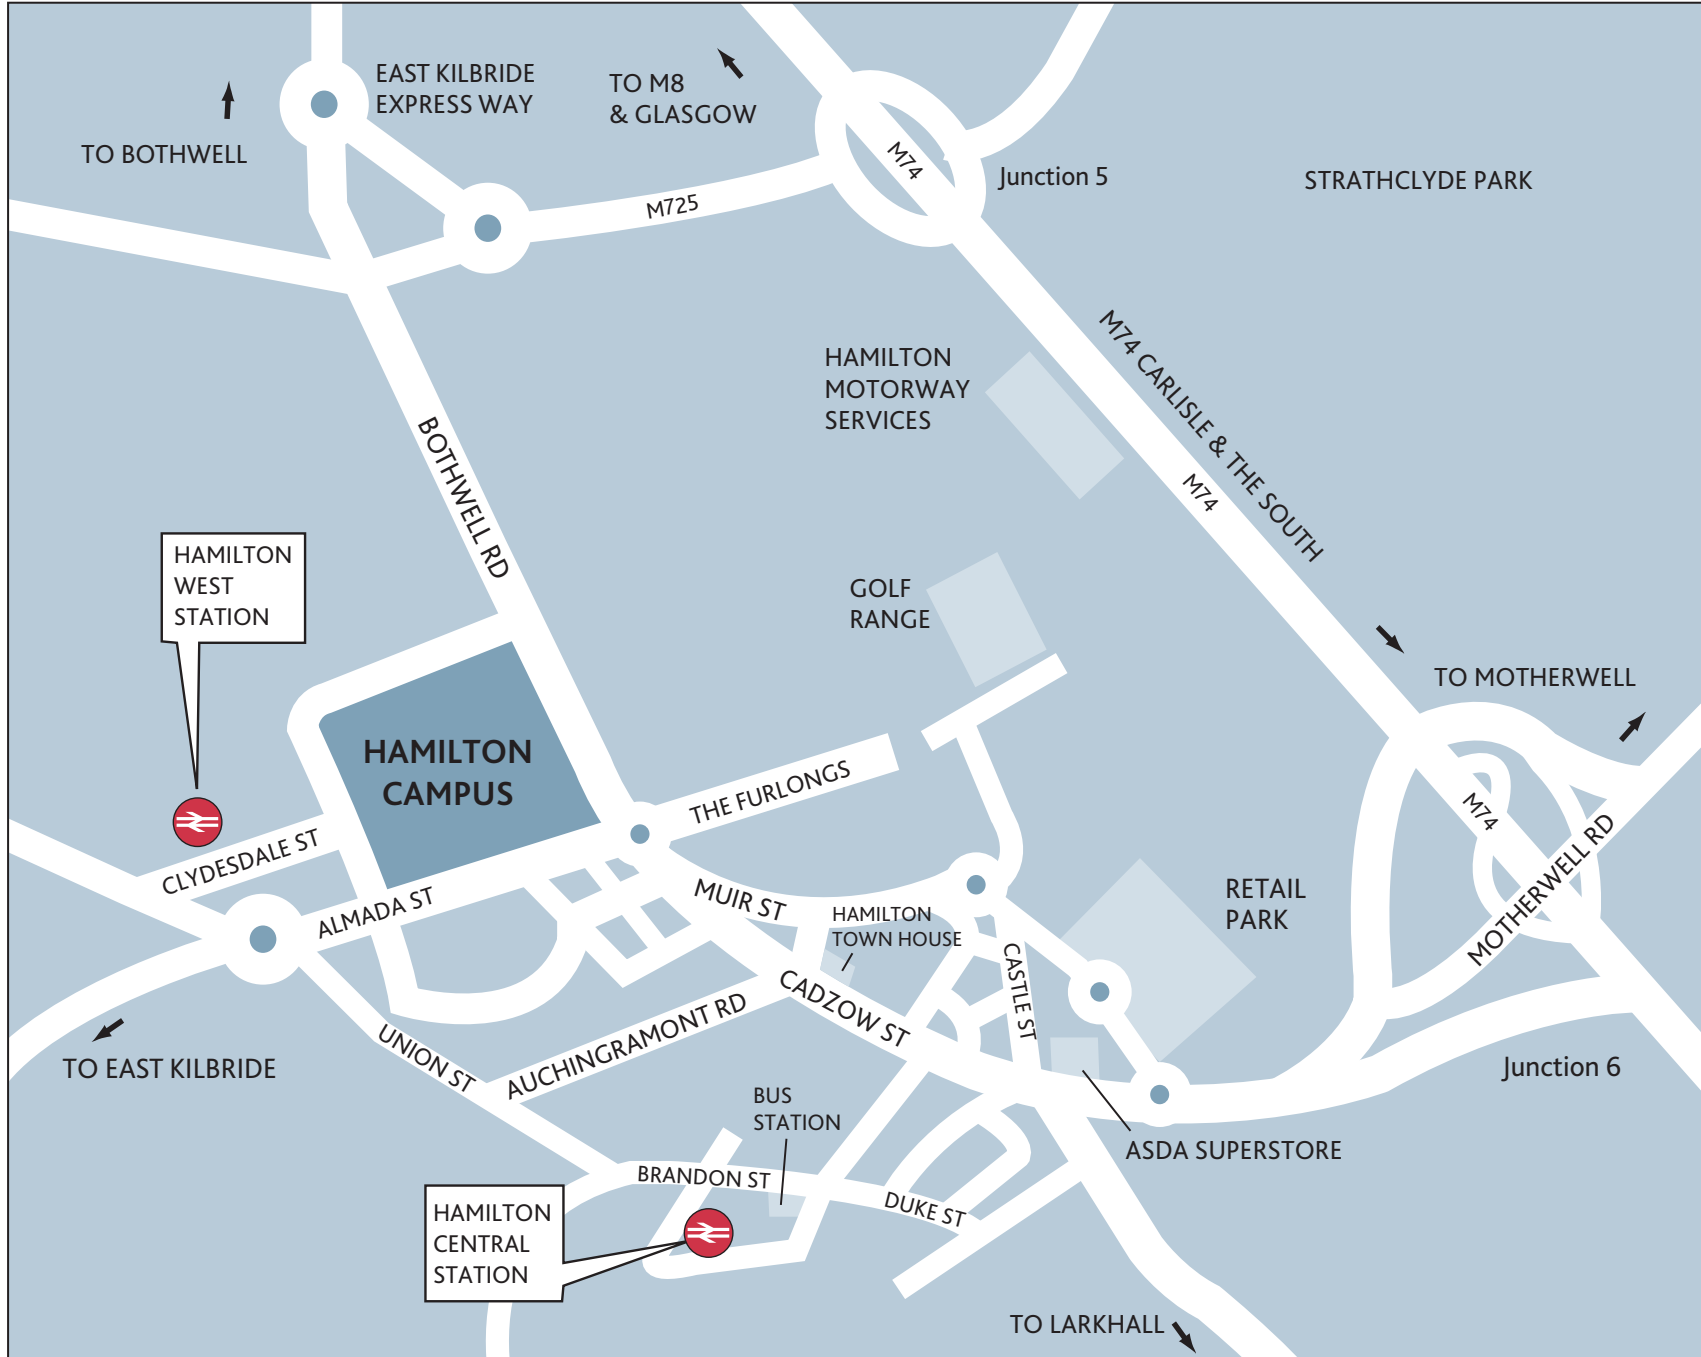 EAST KILBRIDE
EXPRESS WAY
TO M8
& GLASGOW
TO BOTHWELL
M74
Junction 5
STRATHCLYDE PARK
M725
HAMILTON
MOTORWAY
SERVICES
M74 CARLISLE & THE SOUTH
M74
BOTHWELL RD
HAMILTON
WEST
STATION
GOLF
RANGE
TO MOTHERWELL
HAMILTON
CAMPUS
THE FURLONGS
M74
CLYDESDALE ST
ALMADA ST
MUIR ST
HAMILTON
TOWN HOUSE
RETAIL
PARK
MOTHERWELL RD
CASTLE ST
CADZOW ST
AUCHINGRAMONT RD
UNION ST
TO EAST KILBRIDE
Junction 6
BUS
STATION
ASDA SUPERSTORE
BRANDON ST
DUKE ST
HAMILTON
CENTRAL
STATION
TO LARKHALL